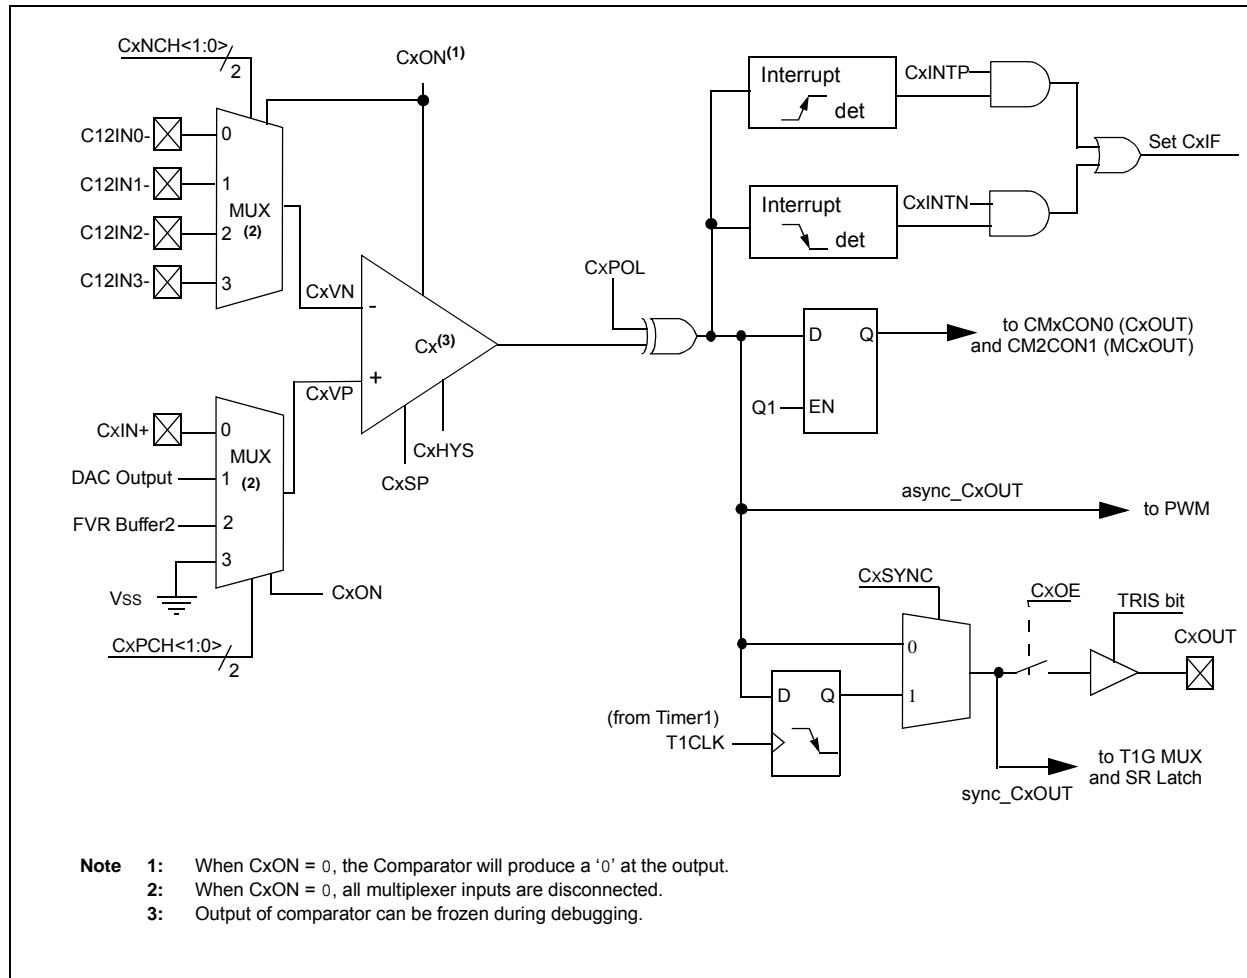 CxNCH<1:0>
2
CxON(1)
C12IN0-
0
C12IN1-
1
MUX
(2)
C12IN2-
2
C12IN3-
3
CxVN
-
Cx(3)
+
CxVP
CxIN+
0
MUX
(2)
DAC Output
1
FVR Buffer2
2
3
Vss
CxON
CxPCH<1:0>
2
CxHYS
CxSP
CxPOL
Interrupt
det
CxINTP
Interrupt
det
CxINTN
Set CxIF
D
Q
Q1
EN
to CMxCON0 (CxOUT)
and CM2CON1 (MCxOUT)
async_CxOUT
to PWM
CxSYNC
0
1
CxOE
TRIS bit
CxOUT
D
Q
(from Timer1)
T1CLK
to T1G MUX
and SR Latch
sync_CxOUT
Note 1: When CxON = 0, the Comparator will produce a ‘0’ at the output.
2: When CxON = 0, all multiplexer inputs are disconnected.
3: Output of comparator can be frozen during debugging.